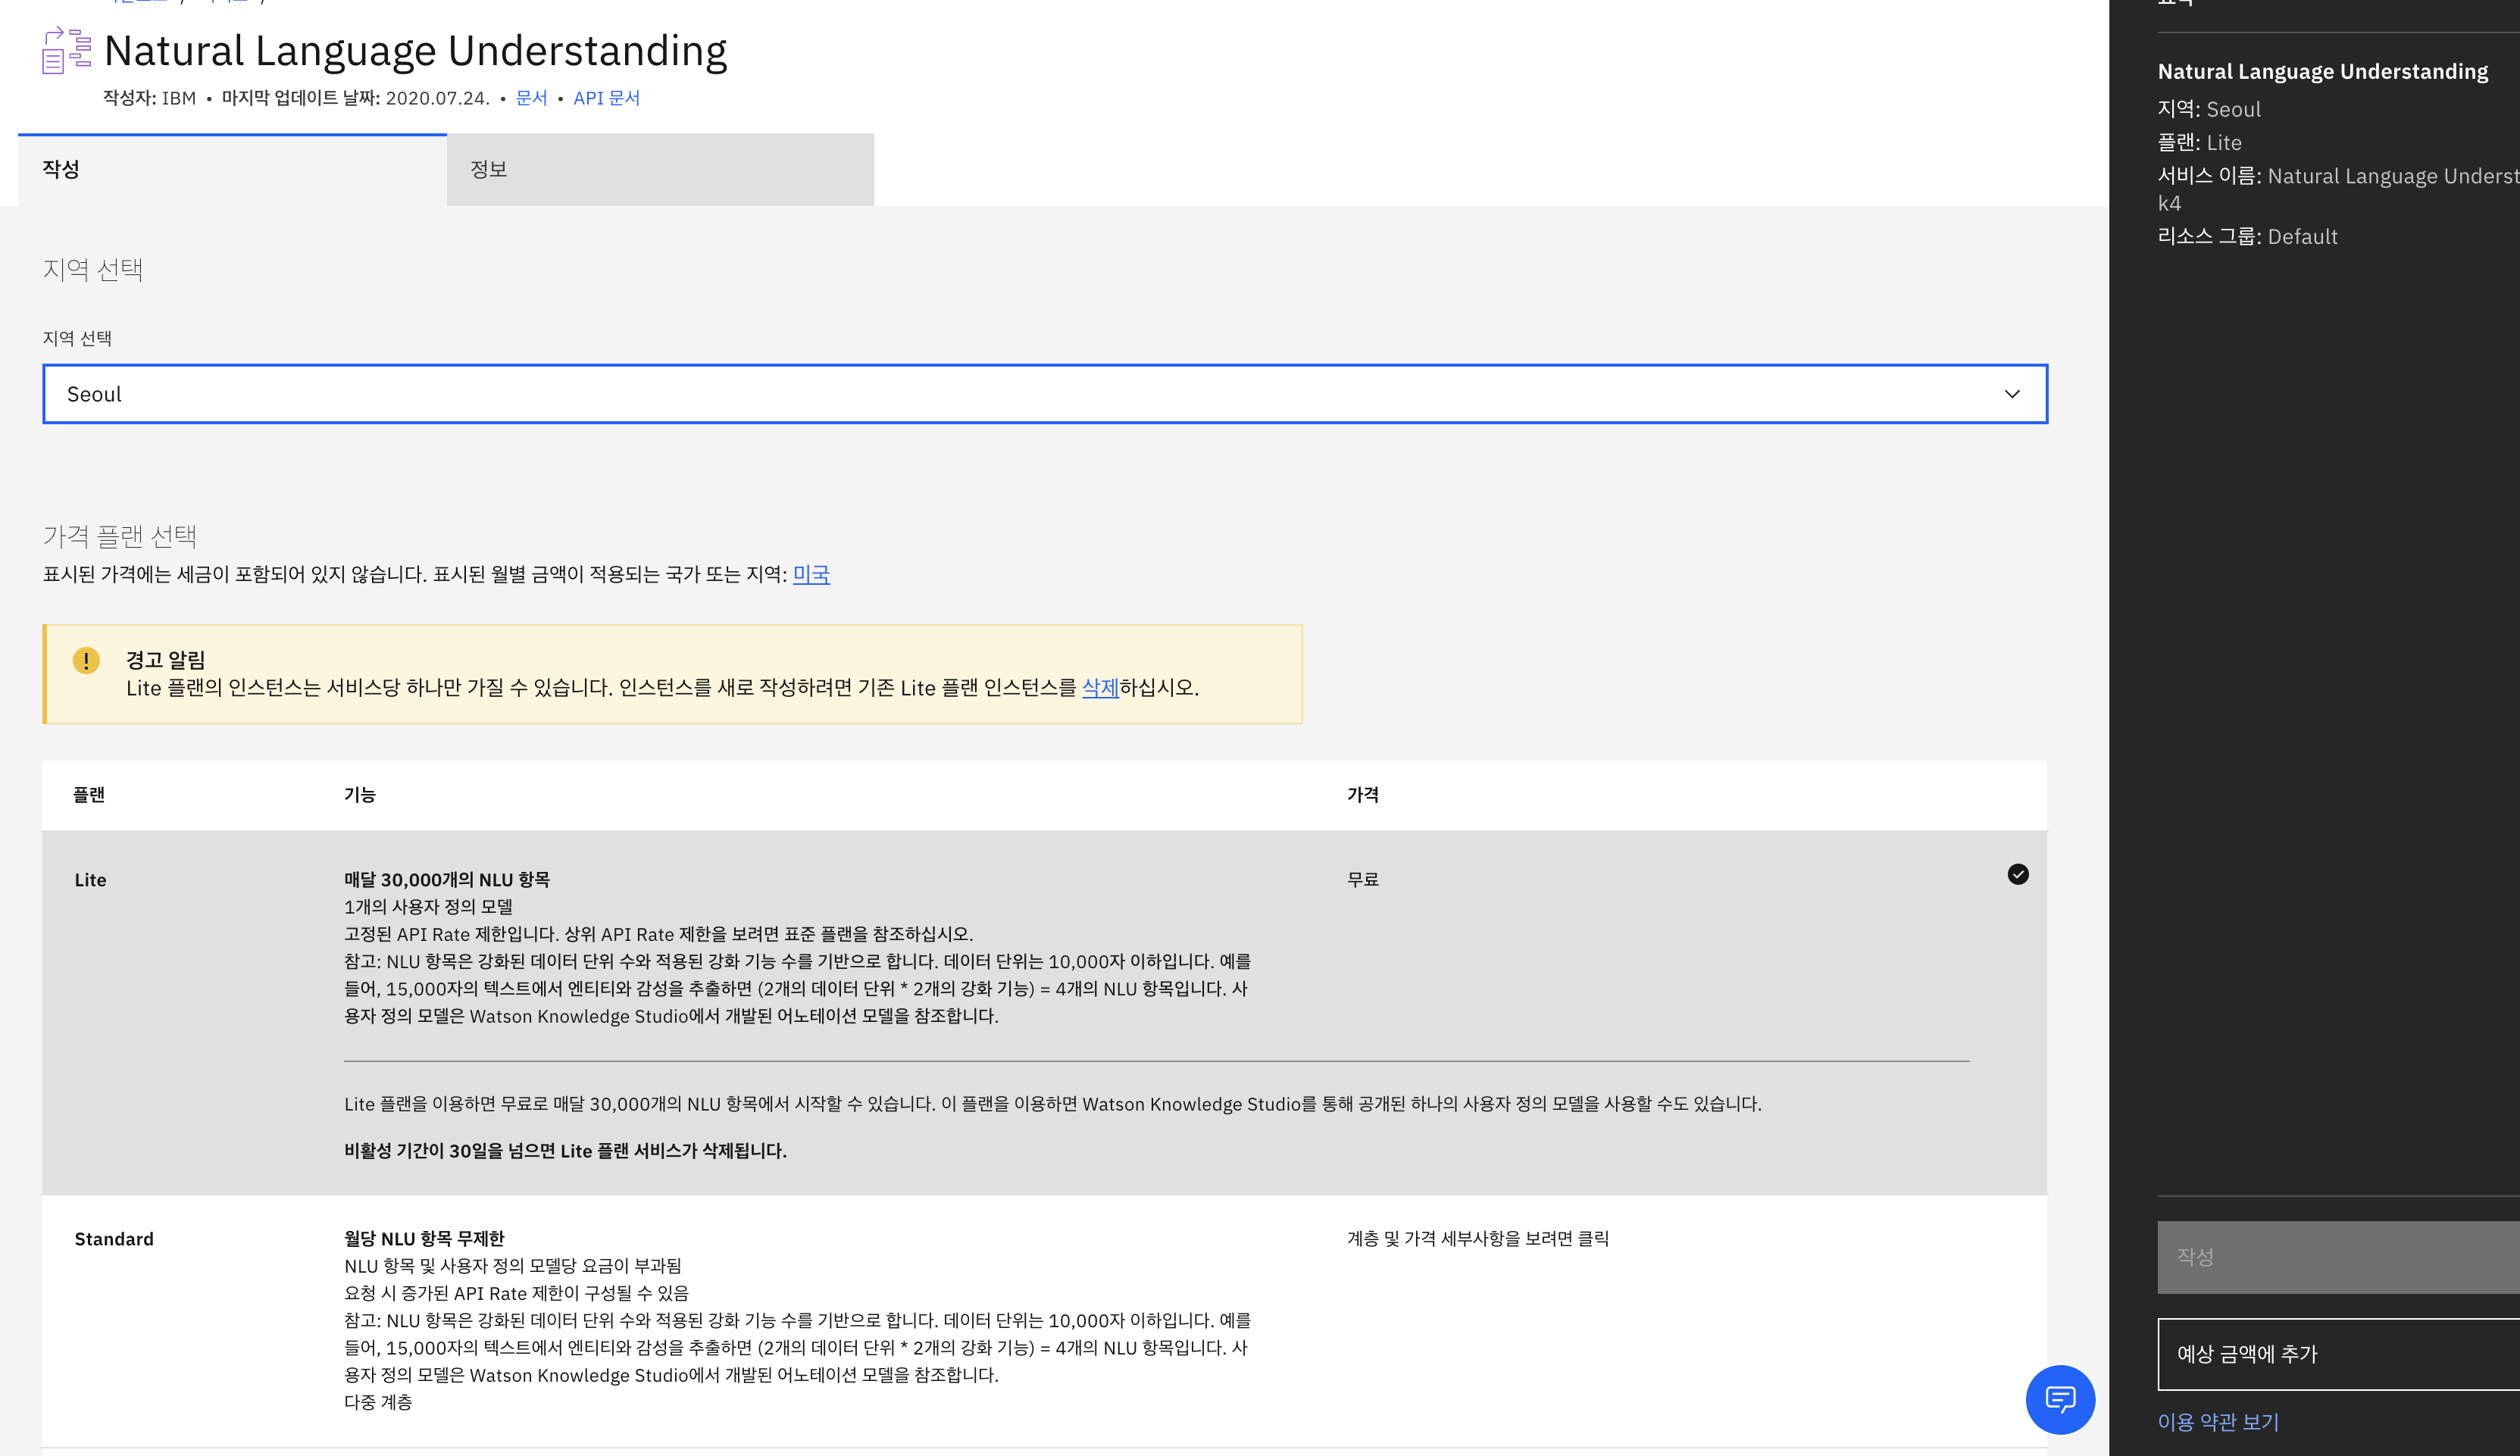 Natural Language Understanding
작성자: IBM • 마지막 업데이트 날짜: 2020.07.24. • 문서 • API 문서
작성
정보
지역 선택
지역 선택
Seoul
가격 플랜 선택
표시된 가격에는 세금이 포함되어 있지 않습니다. 표시된 월별 금액이 적용되는 국가 또는 지역: 미국
경고 알림
Lite 플랜의 인스턴스는 서비스당 하나만 가질 수 있습니다. 인스턴스를 새로 작성하려면 기존 Lite 플랜 인스턴스를 삭제하십시오.
플랜 기능 가격
Lite
매달 30,000개의 NLU 항목
1개의 사용자 정의 모델
고정된 API Rate 제한입니다. 상위 API Rate 제한을 보려면 표준 플랜을 참조하십시오.
참고: NLU 항목은 강화된 데이터 단위 수와 적용된 강화 기능 수를 기반으로 합니다. 데이터 단위는 10,000자 이하입니다. 예를
들어, 15,000자의 텍스트에서 엔티티와 감성을 추출하면 (2개의 데이터 단위 * 2개의 강화 기능) = 4개의 NLU 항목입니다. 사
용자 정의 모델은 Watson Knowledge Studio에서 개발된 어노테이션 모델을 참조합니다.
무료
Lite 플랜을 이용하면 무료로 매달 30,000개의 NLU 항목에서 시작할 수 있습니다. 이 플랜을 이용하면 Watson Knowledge Studio를 통해 공개된 하나의 사용자 정의 모델을 사용할 수도 있습니다.
비활성 기간이 30일을 넘으면 Lite 플랜 서비스가 삭제됩니다.
Standard
월당 NLU 항목 무제한
NLU 항목 및 사용자 정의 모델당 요금이 부과됨
요청 시 증가된 API Rate 제한이 구성될 수 있음
참고: NLU 항목은 강화된 데이터 단위 수와 적용된 강화 기능 수를 기반으로 합니다. 데이터 단위는 10,000자 이하입니다. 예를
들어, 15,000자의 텍스트에서 엔티티와 감성을 추출하면 (2개의 데이터 단위 * 2개의 강화 기능) = 4개의 NLU 항목입니다. 사
용자 정의 모델은 Watson Knowledge Studio에서 개발된 어노테이션 모델을 참조합니다.
다중 계층
계층 및 가격 세부사항을 보려면 클릭
Natural Language Understanding
지역: Seoul
플랜: Lite
서비스 이름: Natural Language Underst
k4
리소스 그룹: Default
작성
예상 금액에 추가
이용 약관 보기